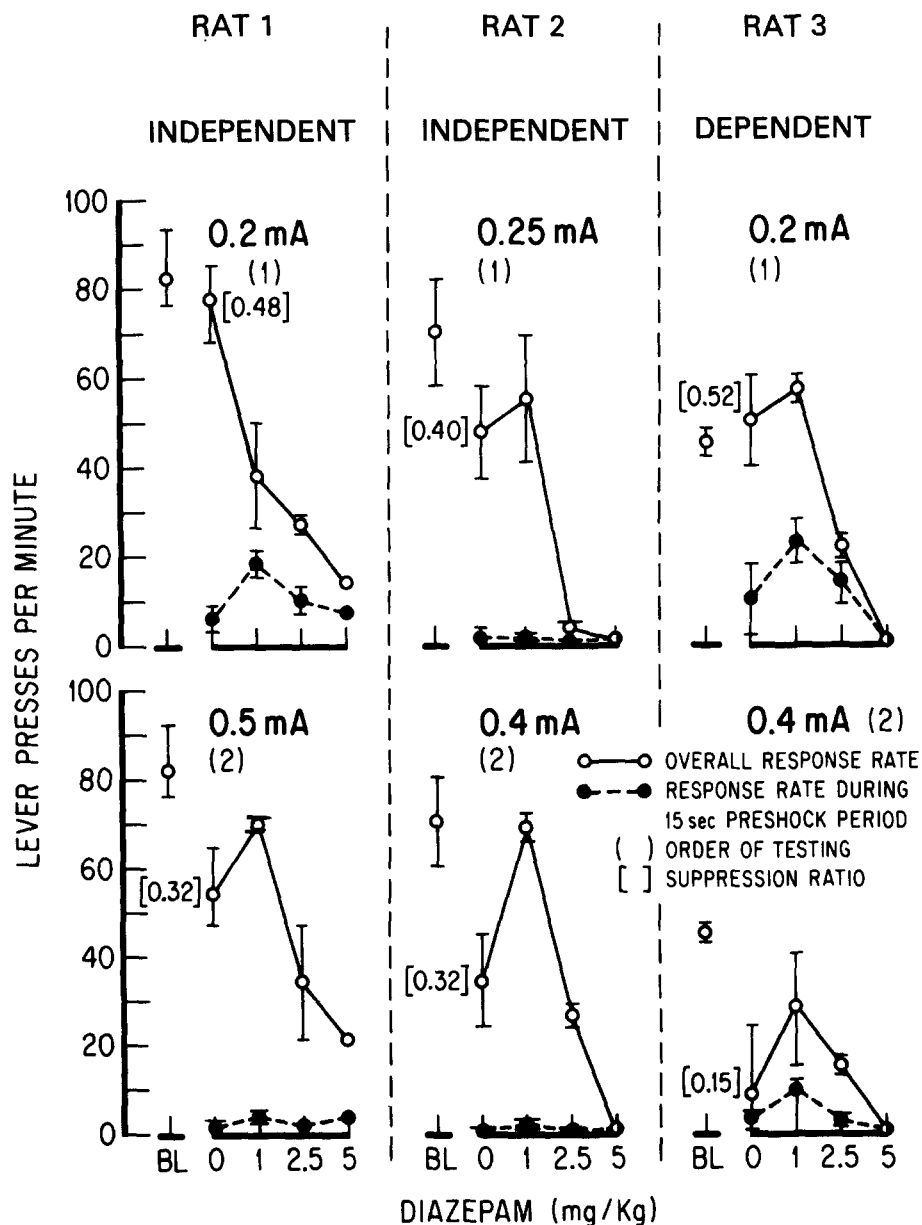 RAT 1 RAT 2 RAT 3
INDEPENDENT INDEPENDENT DEPENDENT
LEVER PRESSES PER MINUTE
100
80
60
40
20
0
0.2 mA
(1)
[0.48]
0.25 mA
(1)
[0.40]
0.2 mA
(1)
[0.52]
100
80
60
40
20
0
0.5 mA
(2)
[0.32]
0.4 mA
(2)
[0.32]
0.4 mA (2)
OVERALL RESPONSE RATE
RESPONSE RATE DURING
15 sec PRESHOCK PERIOD
( ) ORDER OF TESTING
[ ] SUPPRESSION RATIO
[0.15]
BL 0 1 2.5 5 BL 0 1 2.5 5 BL 0 1 2.5 5
DIAZEPAM (mg/Kg)